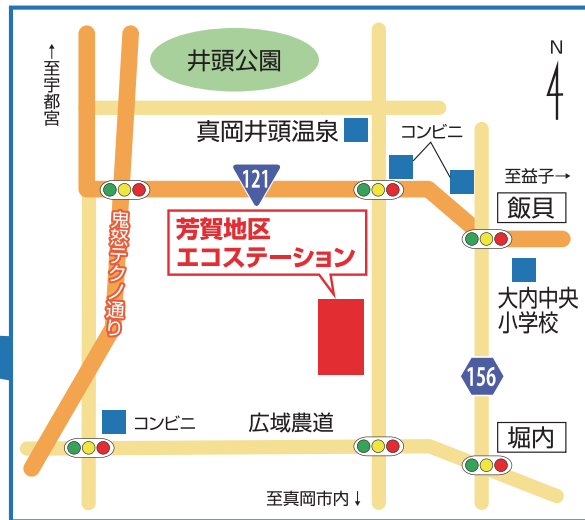 井頭公園
↑至宇都宮
N
真岡井頭温泉
コンビニ
121
至益子→
飯貝
芳賀地区
エコステーション
鬼怒テクノ通り
大内中央
小学校
156
コンビニ
広域農道
堀内
至真岡市内↓